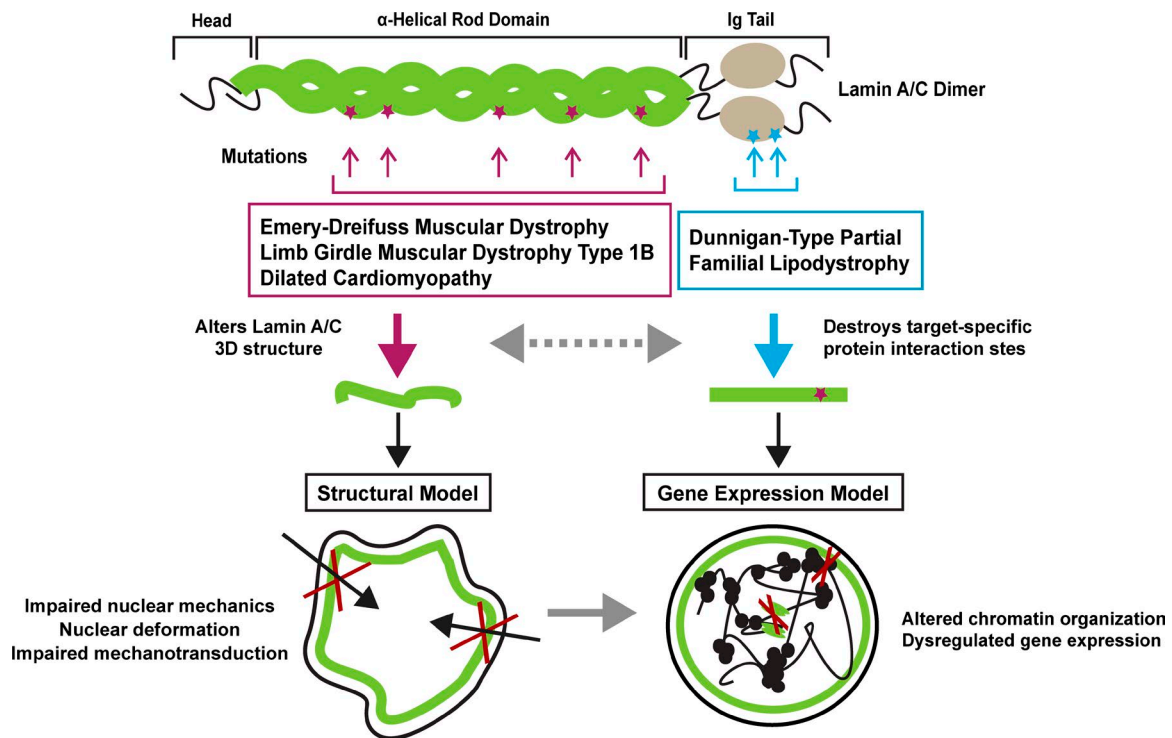 Head
α-Helical Rod Domain
Ig Tail
Lamin A/C Dimer
Mutations
Emery-Dreifuss Muscular Dystrophy
Limb Girdle Muscular Dystrophy Type 1B
Dilated Cardiomyopathy
Dunnigan-Type Partial
Familial Lipodystrophy
Alters Lamin A/C
3D structure
Destroys target-specific
protein interaction stes
Structural Model
Gene Expression Model
Impaired nuclear mechanics
Nuclear deformation
Impaired mechanotransduction
Altered chromatin organization
Dysregulated gene expression